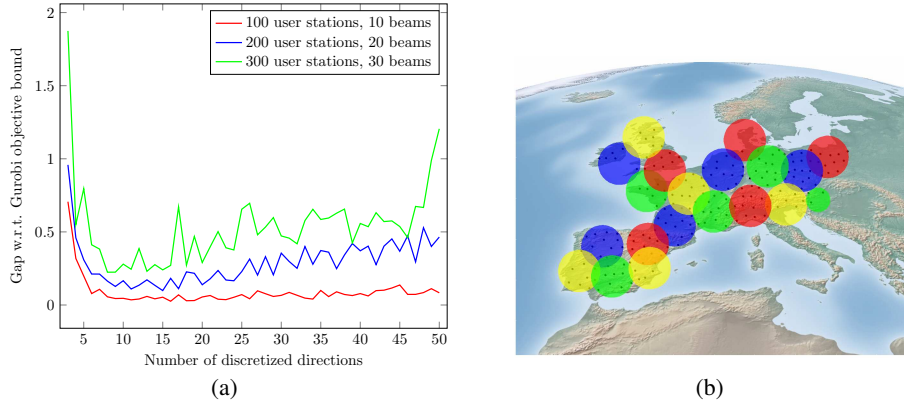 2
1.5
1
0.5
0
Gap w.r.t. Gurobi objective bound
100 user stations, 10 beams
200 user stations, 20 beams
300 user stations, 30 beams
5 10 15 20 25 30 35 40 45 50
Number of discretized directions
(a)
(b)